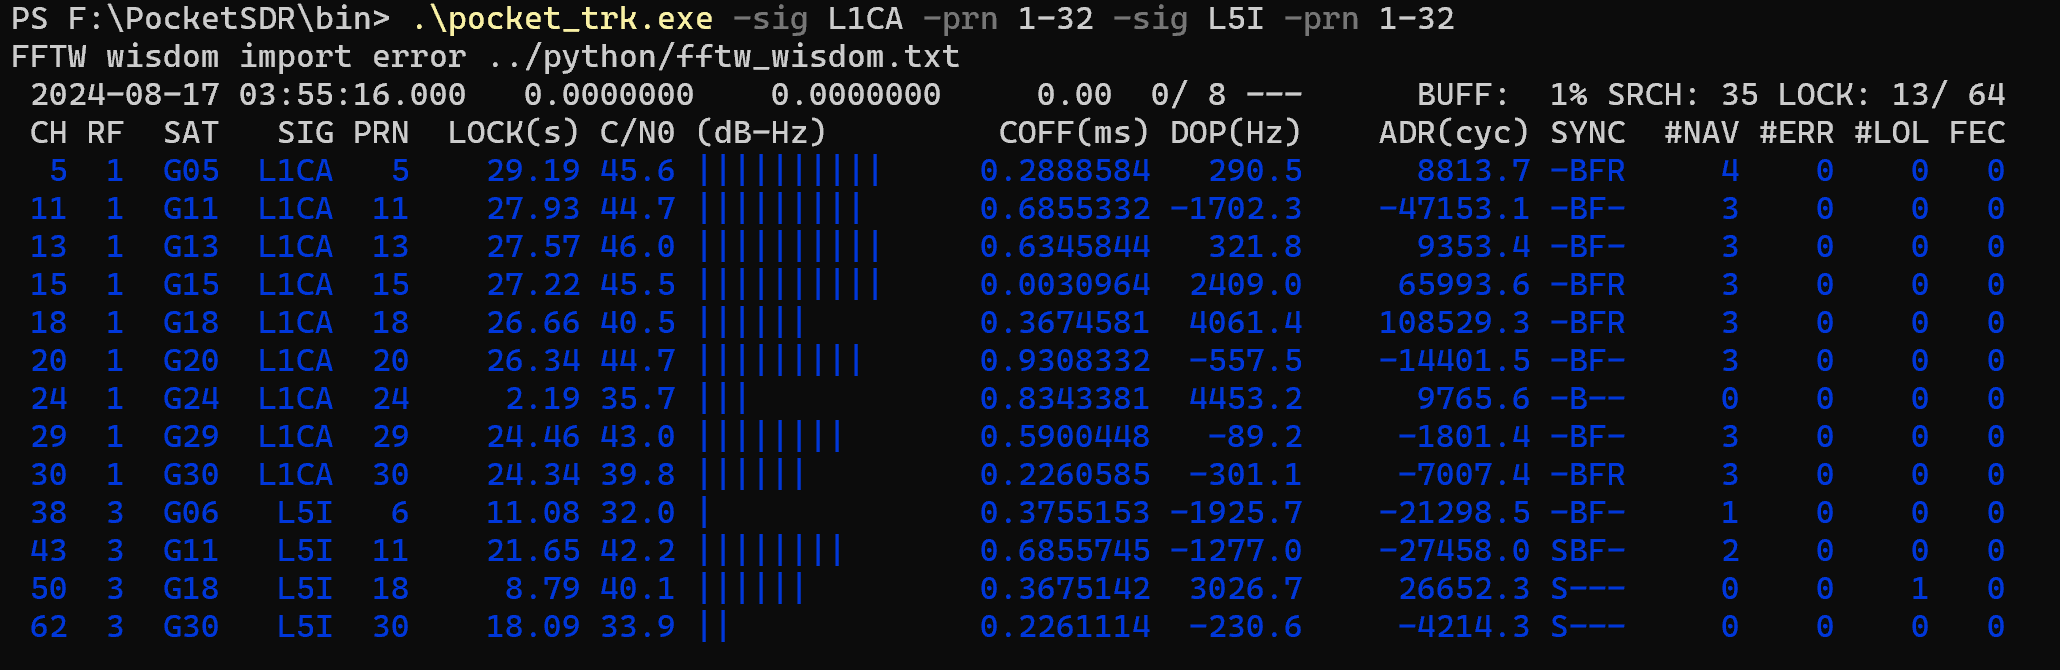 PS F:\PocketSDR\bin> .\pocket_trk.exe -sig L1CA -prn 1-32 -sig L5I -prn 1-32
FFTW wisdom import error ../python/fftw_wisdom.txt
2024-08-17 03:55:16.000 0.0000000 0.0000000 0.00 0/ 8 --- BUFF: 1% SRCH: 35 LOCK: 13/ 64
CH RF SAT SIG PRN LOCK(s) C/N0 (dB-Hz) COFF(ms) DOP(Hz) ADR(cyc) SYNC #NAV #ERR #LOL FEC
5 1 G05 L1CA 5 29.19 45.6 |||||||||| 0.2888584 290.5 8813.7 -BFR 4 0 0 0
11 1 G11 L1CA 11 27.93 44.7 ||||||||| 0.6855332 -1702.3 -47153.1 -BF- 3 0 0 0
13 1 G13 L1CA 13 27.57 46.0 |||||||||| 0.6345844 321.8 9353.4 -BF- 3 0 0 0
15 1 G15 L1CA 15 27.22 45.5 |||||||||| 0.0030964 2409.0 65993.6 -BFR 3 0 0 0
18 1 G18 L1CA 18 26.66 40.5 |||||| 0.3674581 4061.4 108529.3 -BFR 3 0 0 0
20 1 G20 L1CA 20 26.34 44.7 ||||||||| 0.9308332 -557.5 -14401.5 -BF- 3 0 0 0
24 1 G24 L1CA 24 2.19 35.7 ||| 0.8343381 4453.2 9765.6 -B-- 0 0 0 0
29 1 G29 L1CA 29 24.46 43.0 |||||||| 0.5900448 -89.2 -1801.4 -BF- 3 0 0 0
30 1 G30 L1CA 30 24.34 39.8 |||||| 0.2260585 -301.1 -7007.4 -BFR 3 0 0 0
38 3 G06 L5I 6 11.08 32.0 | 0.3755153 -1925.7 -21298.5 -BF- 1 0 0 0
43 3 G11 L5I 11 21.65 42.2 |||||||| 0.6855745 -1277.0 -27458.0 SBF- 2 0 0 0
50 3 G18 L5I 18 8.79 40.1 |||||| 0.3675142 3026.7 26652.3 S--- 0 0 1 0
62 3 G30 L5I 30 18.09 33.9 || 0.2261114 -230.6 -4214.3 S--- 0 0 0 0